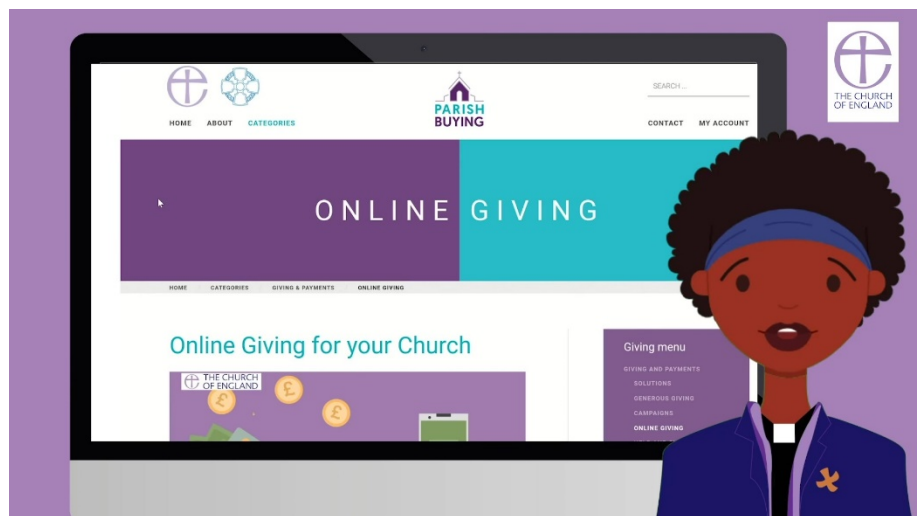 THE CHURCH
OF ENGLAND
PARISH
BUYING
SEARCH ...
HOME ABOUT CATEGORIES
CONTACT MY ACCOUNT
ONLINE GIVING
HOME CATEGORIES GIVING & PAYMENTS ONLINE GIVING
Online Giving for your Church
THE CHURCH
OF ENGLAND
£
£
£
Giving menu
GIVING AND PAYMENTS
SOLUTIONS
GENEROUS GIVING
CAMPAIGNS
ONLINE GIVING